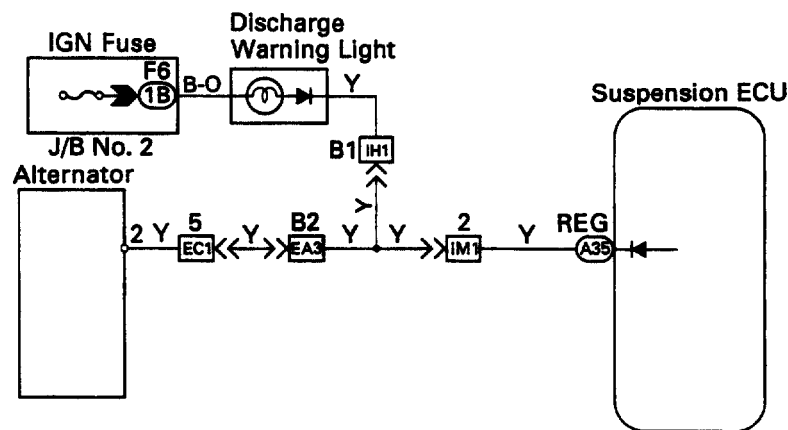 Discharge
Warning Light
IGN Fuse
F6
1B
B-O
Y
J/B No. 2
B1
IH1
Y
Suspension ECU
Alternator
2 Y
5
EC1
Y
B2
EA3
Y
Y
2
IM1
Y
REG
A35